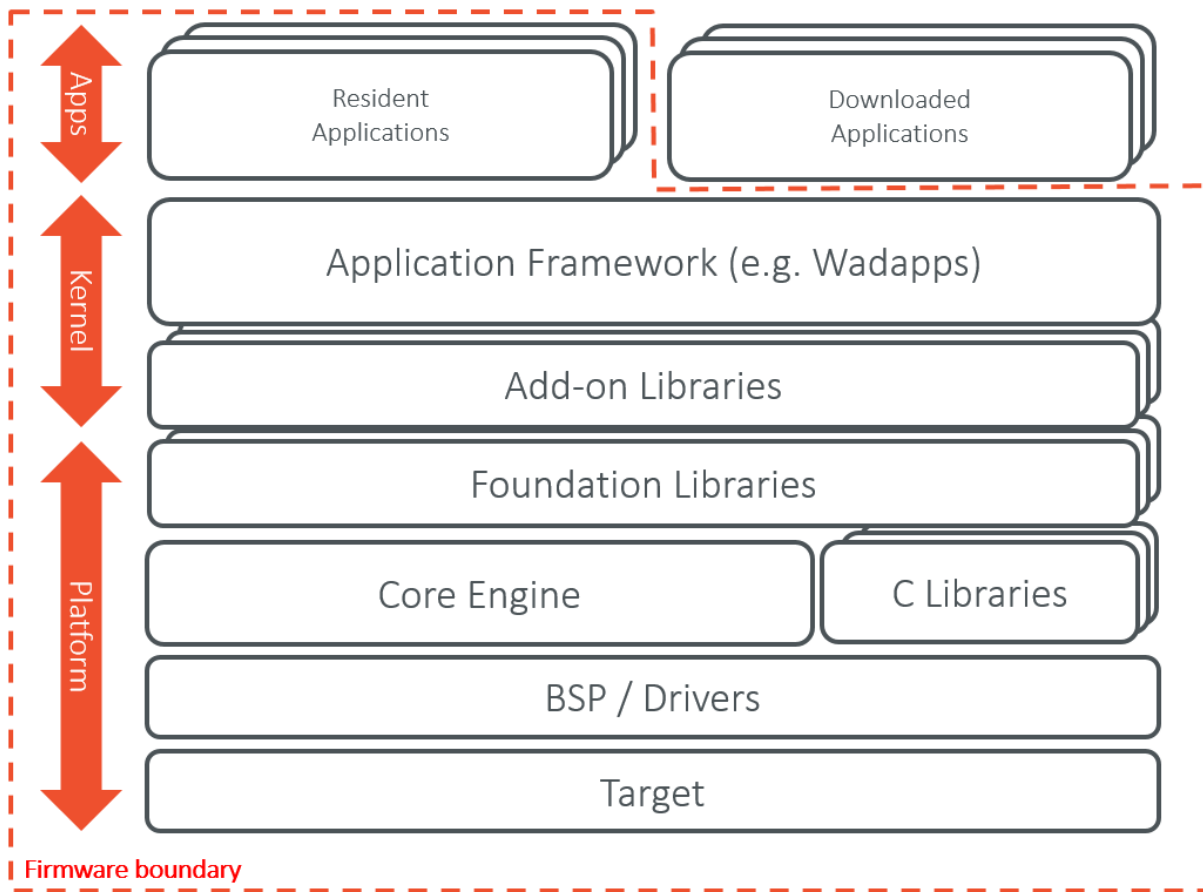 Apps
Resident
Applications
Downloaded
Applications
Kernel
Application Framework (e.g. Wadapps)
Add-on Libraries
Platform
Foundation Libraries
Core Engine
C Libraries
BSP / Drivers
Target
Firmware boundary